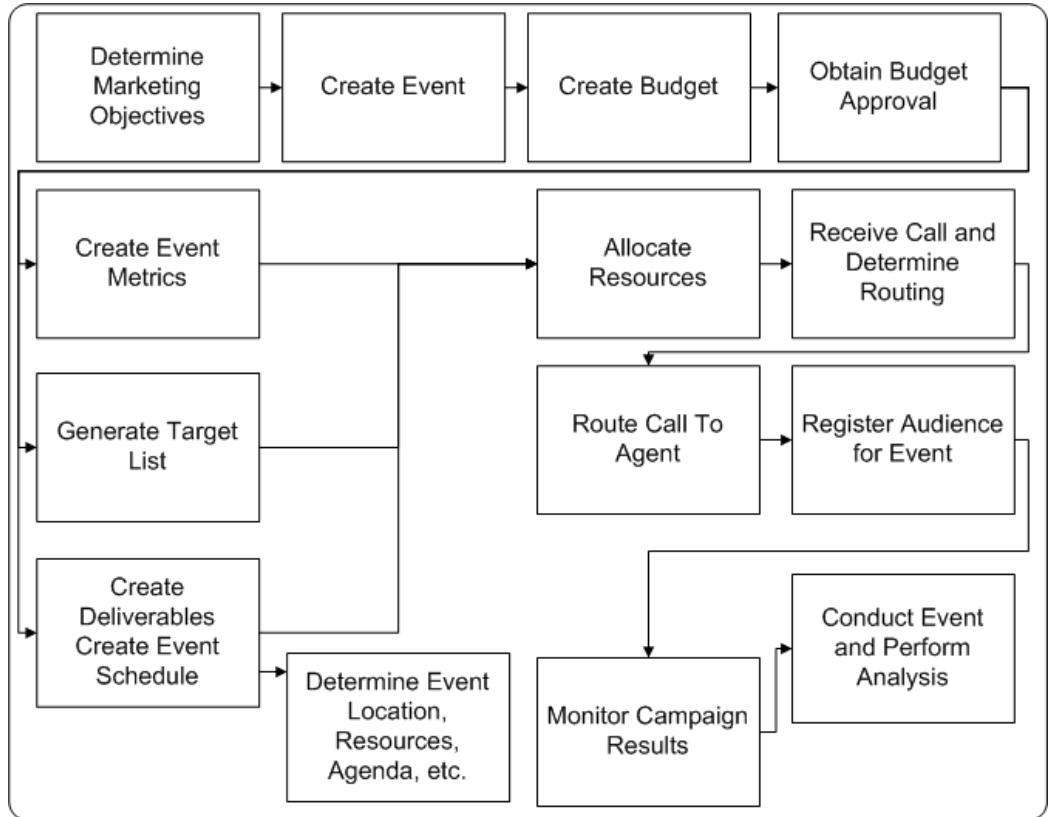 Determine
Marketing
Objectives
Create Event
Create Budget
Obtain Budget
Approval
Create Event
Metrics
Allocate
Resources
Receive Call and
Determine
Routing
Generate Target
List
Route Call To
Agent
Register Audience
for Event
Create
Deliverables
Create Event
Schedule
Determine Event
Location,
Resources,
Agenda, etc.
Monitor Campaign
Results
Conduct Event
and Perform
Analysis